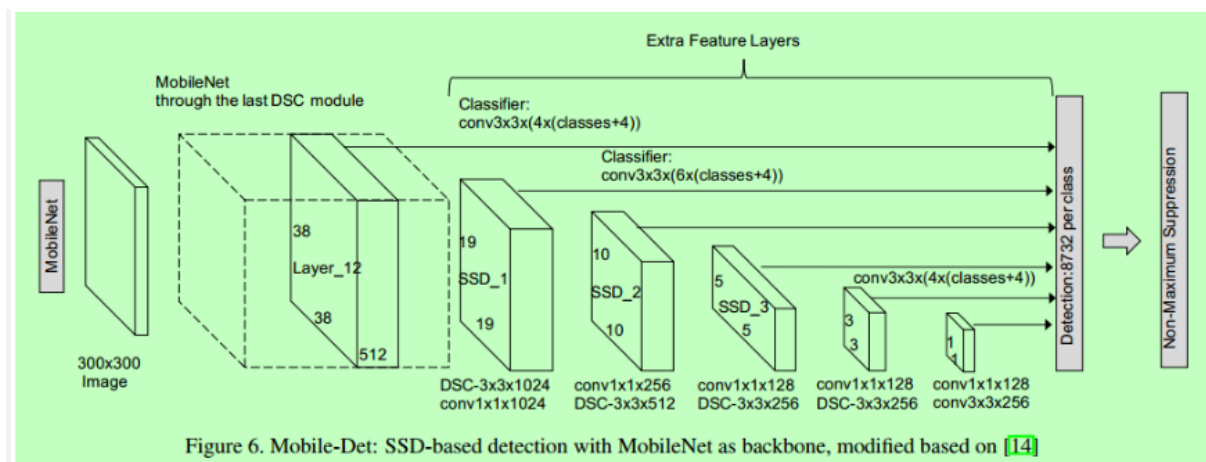 Extra Feature Layers
MobileNet
through the last DSC module
Classifier:
conv3x3x(4x(classes+4))
Classifier:
conv3x3x(6x(classes+4))
MobileNet
38
Layer_12
38
512
19
SSD_1
19
10
SSD_2
10
5
SSD_3
5
conv3x3x(4x(classes+4))
3
3
1
1
Detection:8732 per class
Non-Maximum Suppression
300x300
Image
DSC-3x3x1024
conv1x1x1024
conv1x1x256
DSC-3x3x512
conv1x1x128
DSC-3x3x256
conv1x1x128
DSC-3x3x256
conv1x1x128
conv3x3x256
Figure 6. Mobile-Det: SSD-based detection with MobileNet as backbone, modified based on [14]